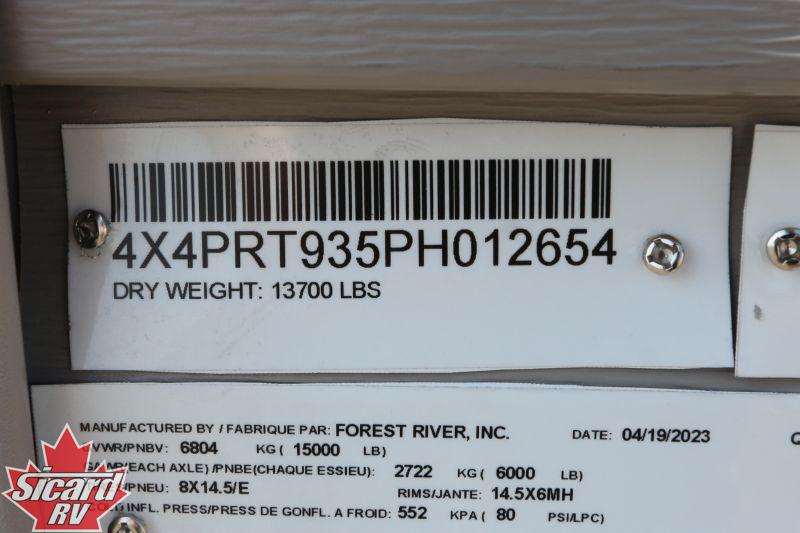 4X4PRT935PH012654
DRY WEIGHT: 13700 LBS
MANUFACTURED BY / FABRIQUE PAR: FOREST RIVER, INC. DATE: 04/19/2023
GVWR/PNBV: 6804 KG( 15000 LB)
(EACH AXLE) /PNBE(CHAQUE ESSIEU): 2722 KG( 6000 LB)
/PNEU: 8X14.5/E RIMS/JANTE: 14.5X6MH
COLD INFL. PRESS/PRESS DE GONFL. A FROID: 552 KPA( 80 PSI/LPC)
Sicard
RV